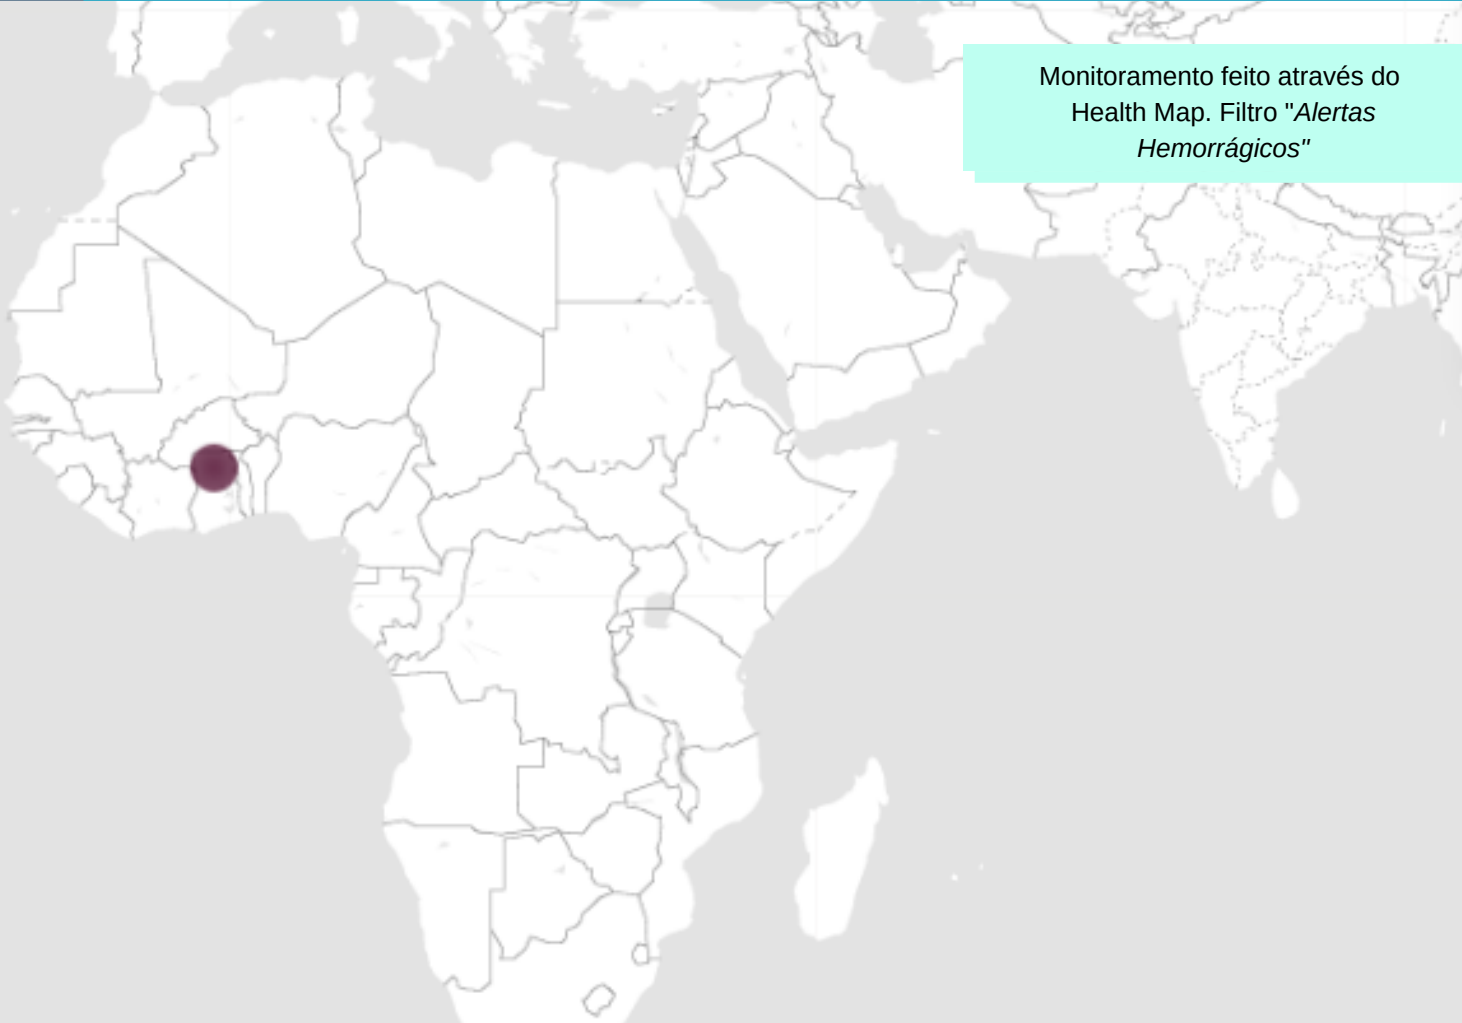 Monitoramento feito através do
Health Map. Filtro "Alertas
Hemorrágicos"